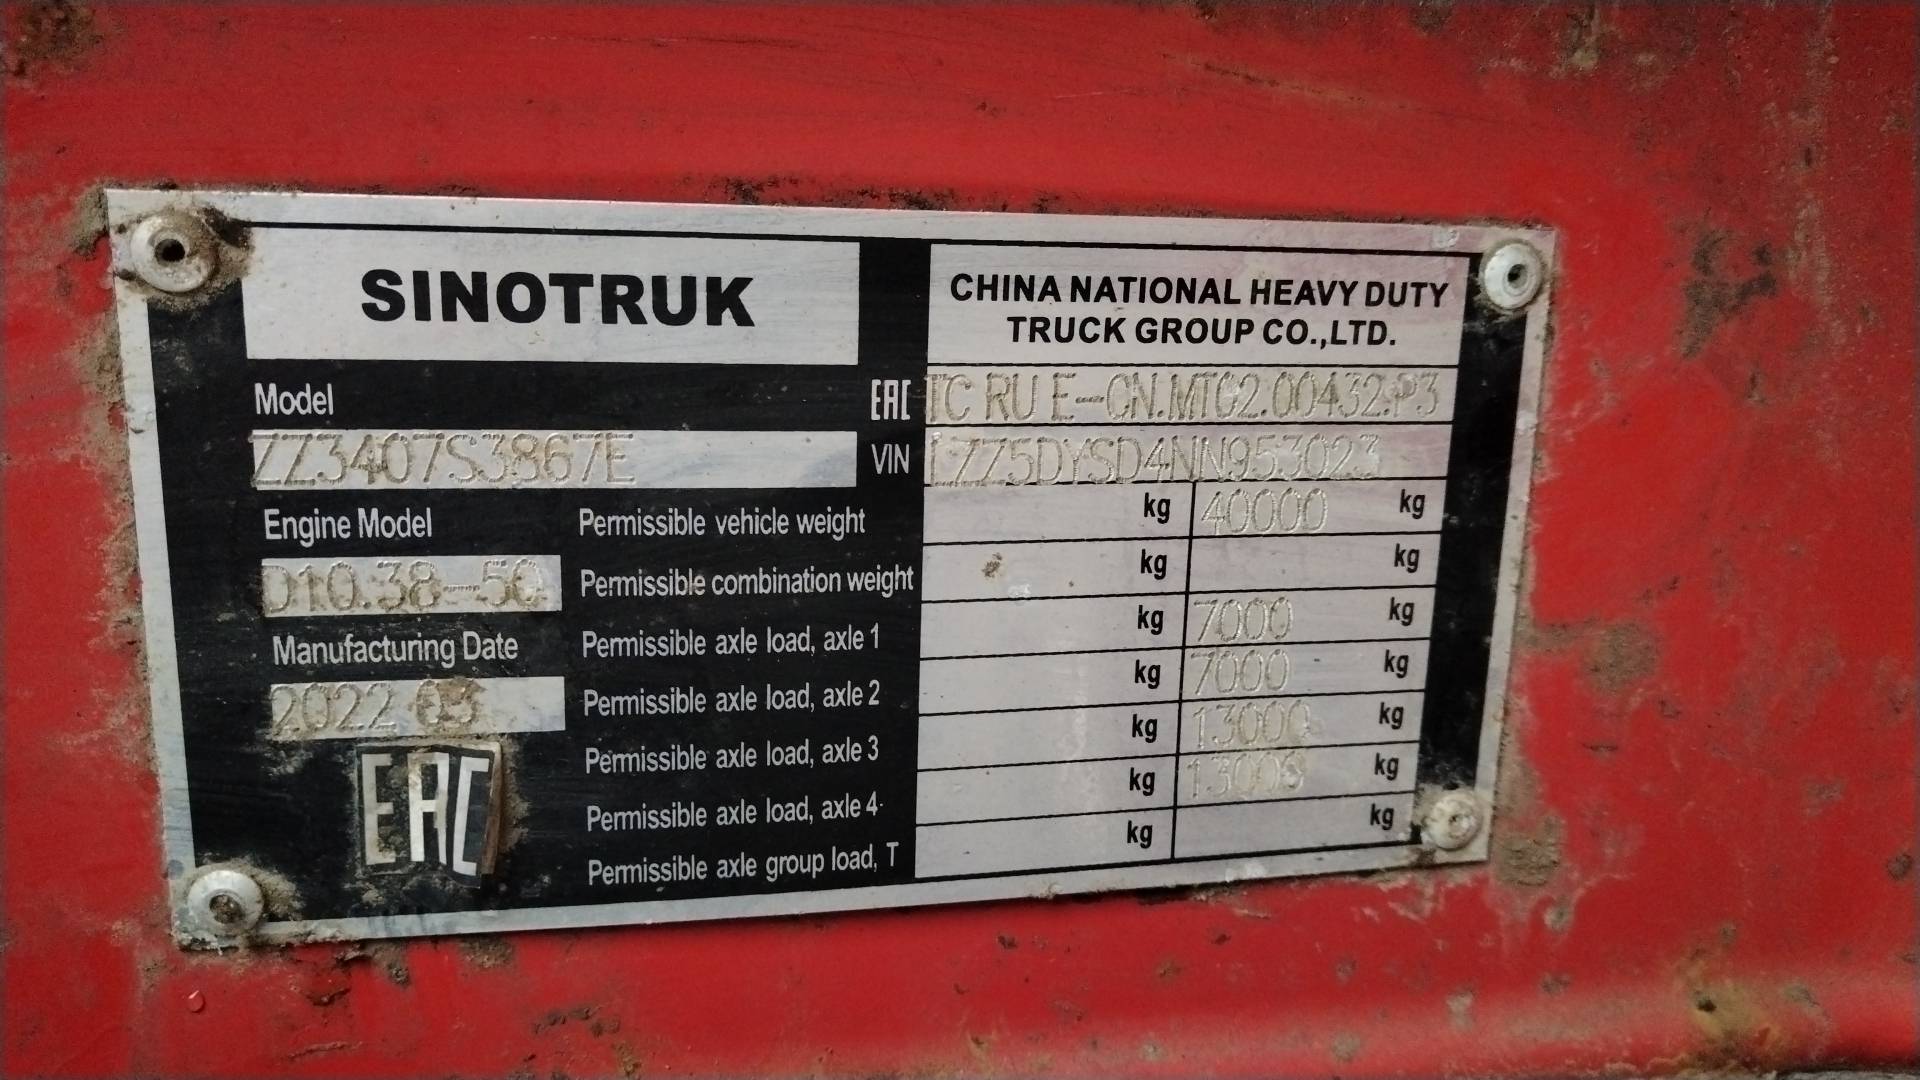 SINOTRUK
CHINA NATIONAL HEAVY DUTY
TRUCK GROUP CO.,LTD.
Model
EAC TC RU E-CN.MTC2.00432.P3
ZZ3407S3867E
VIN LZZ5DYSD4NN953023
Engine Model
D10.38-50
Manufacturing Date
2022 03
EAC
Permissible vehicle weight kg 40000 kg
Permissible combination weight kg kg
Permissible axle load, axle 1 kg 7000 kg
Permissible axle load, axle 2 kg 7000 kg
Permissible axle load, axle 3 kg 13000 kg
Permissible axle load, axle 4 kg 13000 kg
Permissible axle group load, T kg kg